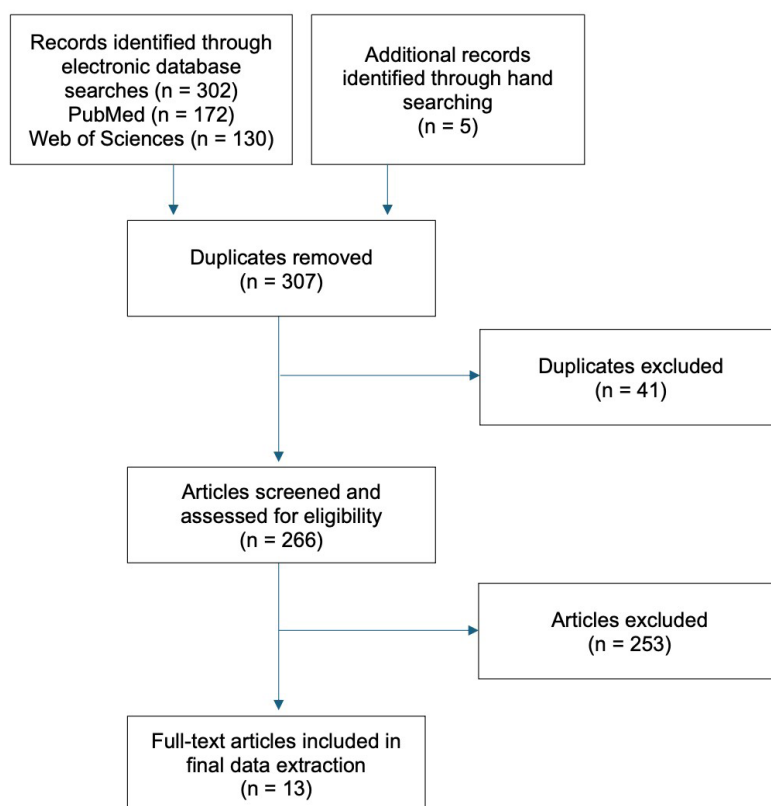 Records identified through
electronic database
searches (n = 302)
PubMed (n = 172)
Web of Sciences (n = 130)
Additional records
identified through hand
searching
(n = 5)
Duplicates removed
(n = 307)
Duplicates excluded
(n = 41)
Articles screened and
assessed for eligibility
(n = 266)
Articles excluded
(n = 253)
Full-text articles included in
final data extraction
(n = 13)